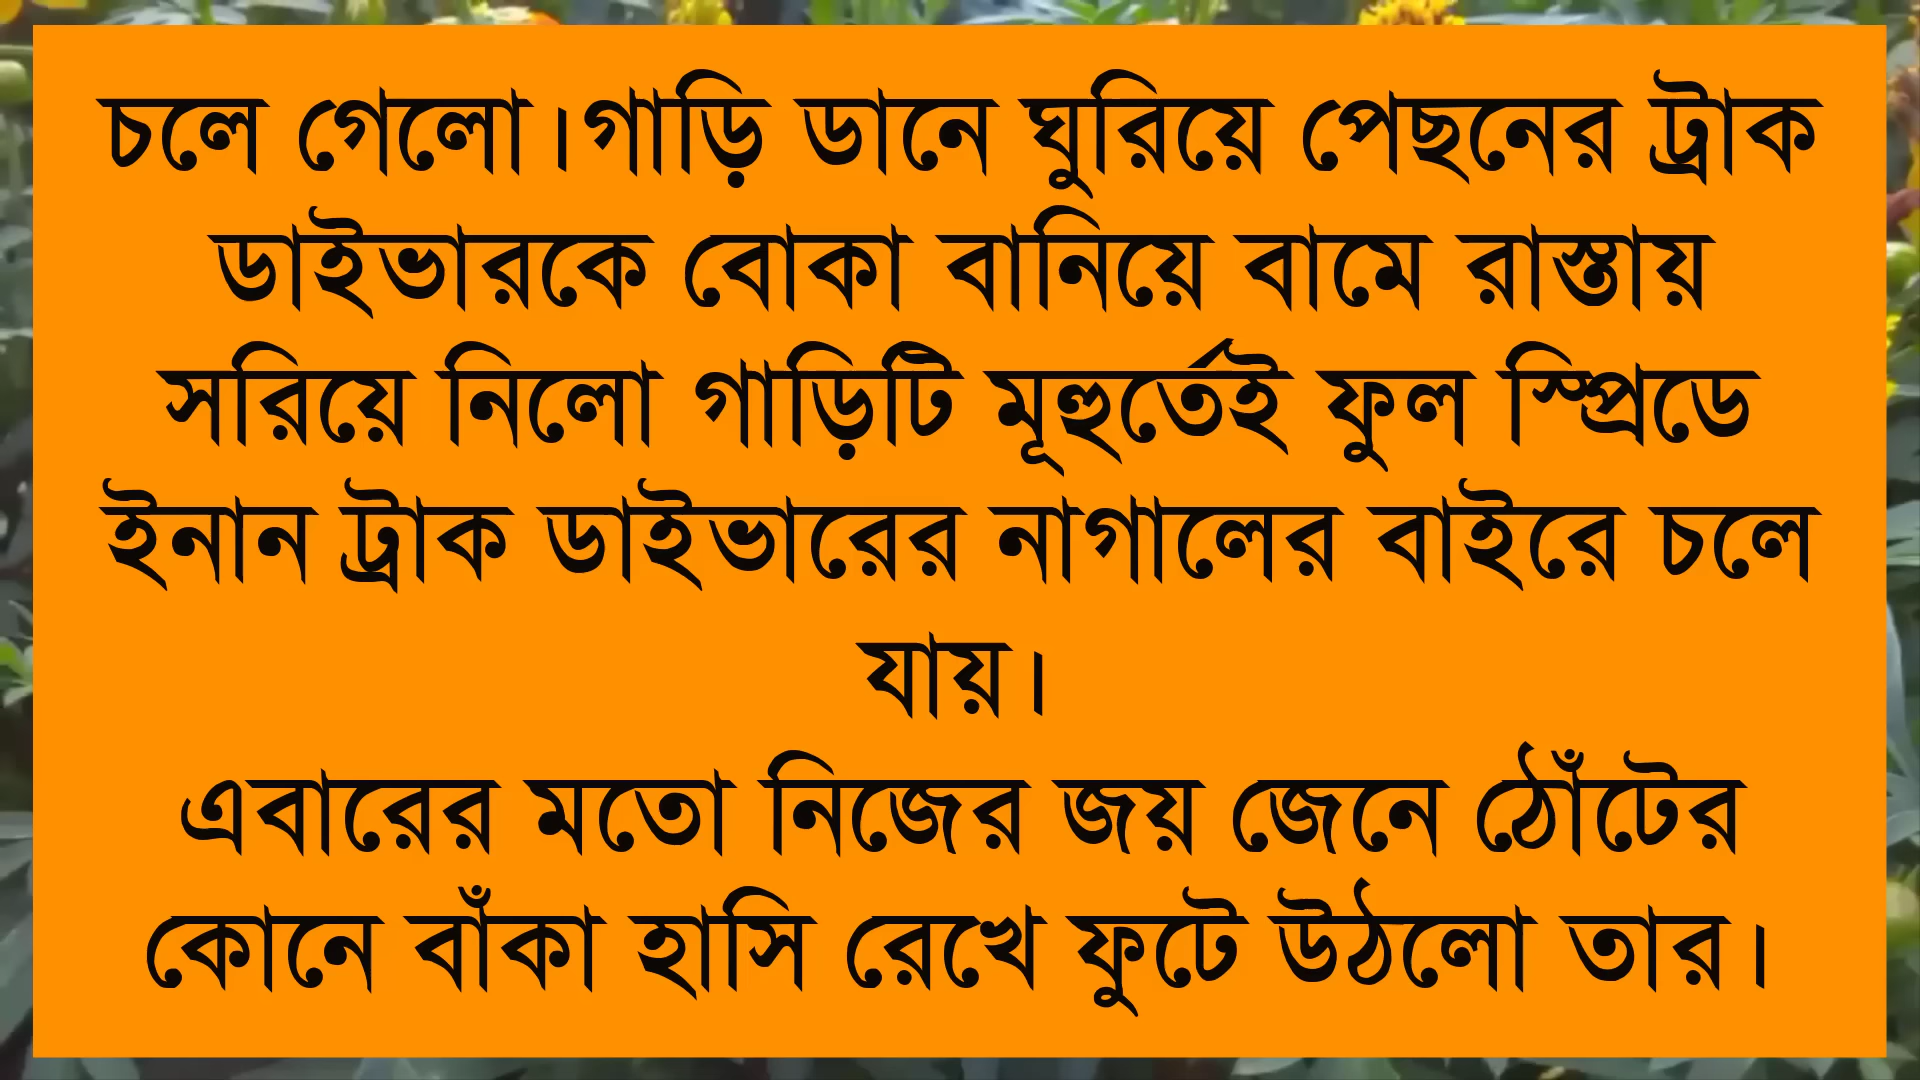 চলে গেলো।গাড়ি ডানে ঘুরিয়ে পেছনের ট্রাক
ডাইভারকে বোকা বানিয়ে বামে রাস্তায়
সরিয়ে নিলো গাড়িটি মূহুর্তেই ফুল স্প্রিডে
ইনান ট্রাক ডাইভারের নাগালের বাইরে চলে
যায়।
এবারের মতো নিজের জয় জেনে ঠোঁটের
কোনে বাঁকা হাসি রেখে ফুটে উঠলো তার।